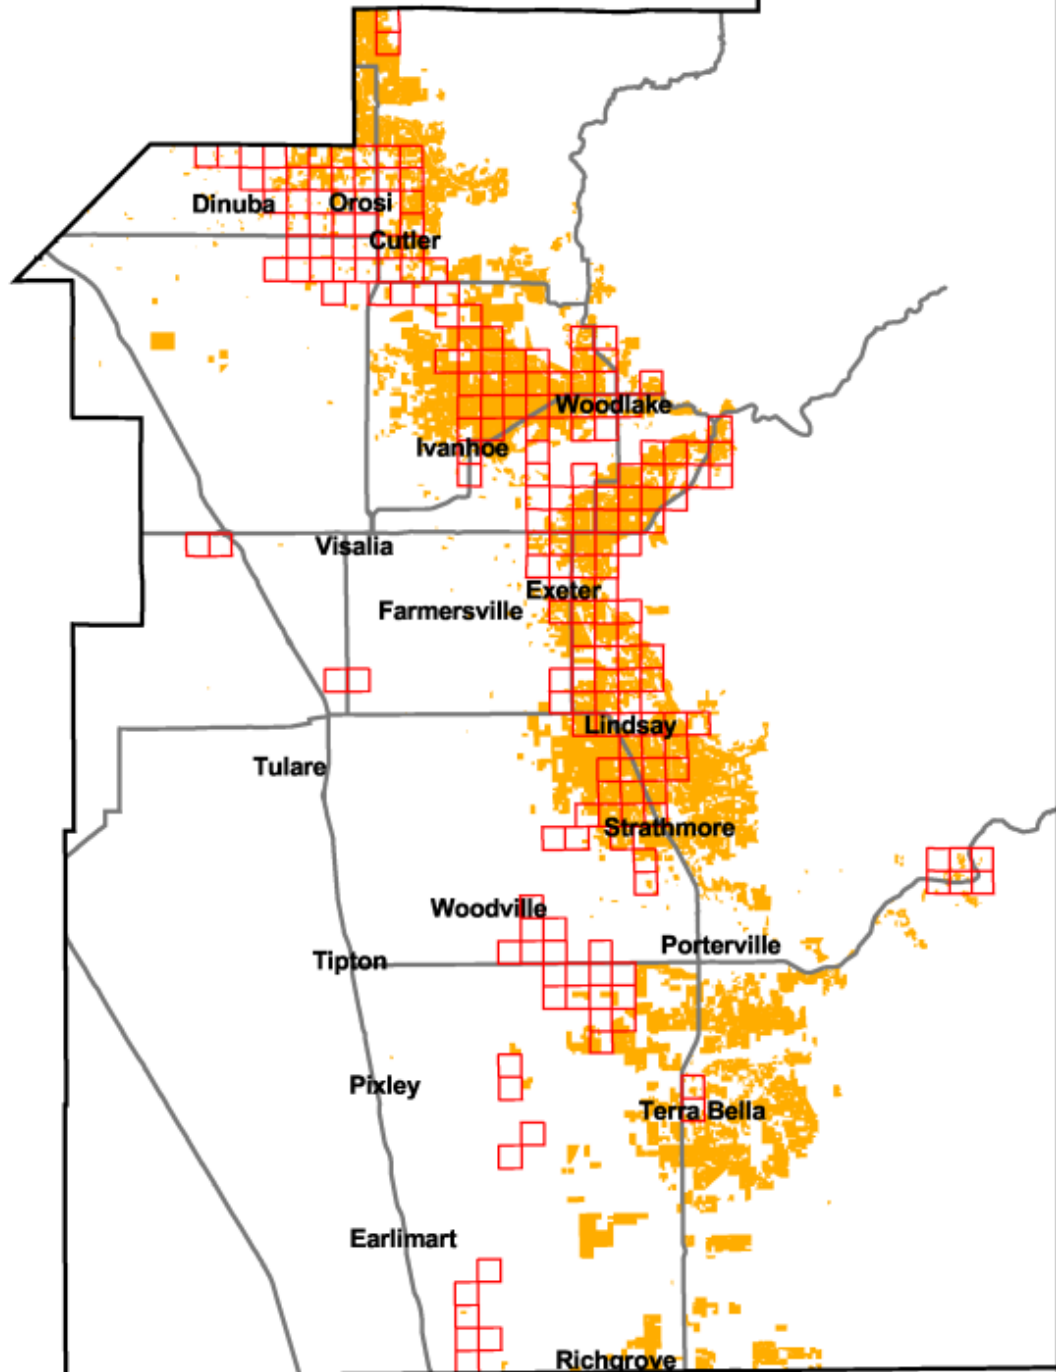 Dinuba
Orosi
Cutler
Woodlake
Ivanhoe
Visalia
Exeter
Farmersville
Lindsay
Tulare
Strathmore
Woodville
Porterville
Tipton
Pixley
Terra Bella
Earlimart
Richgrove